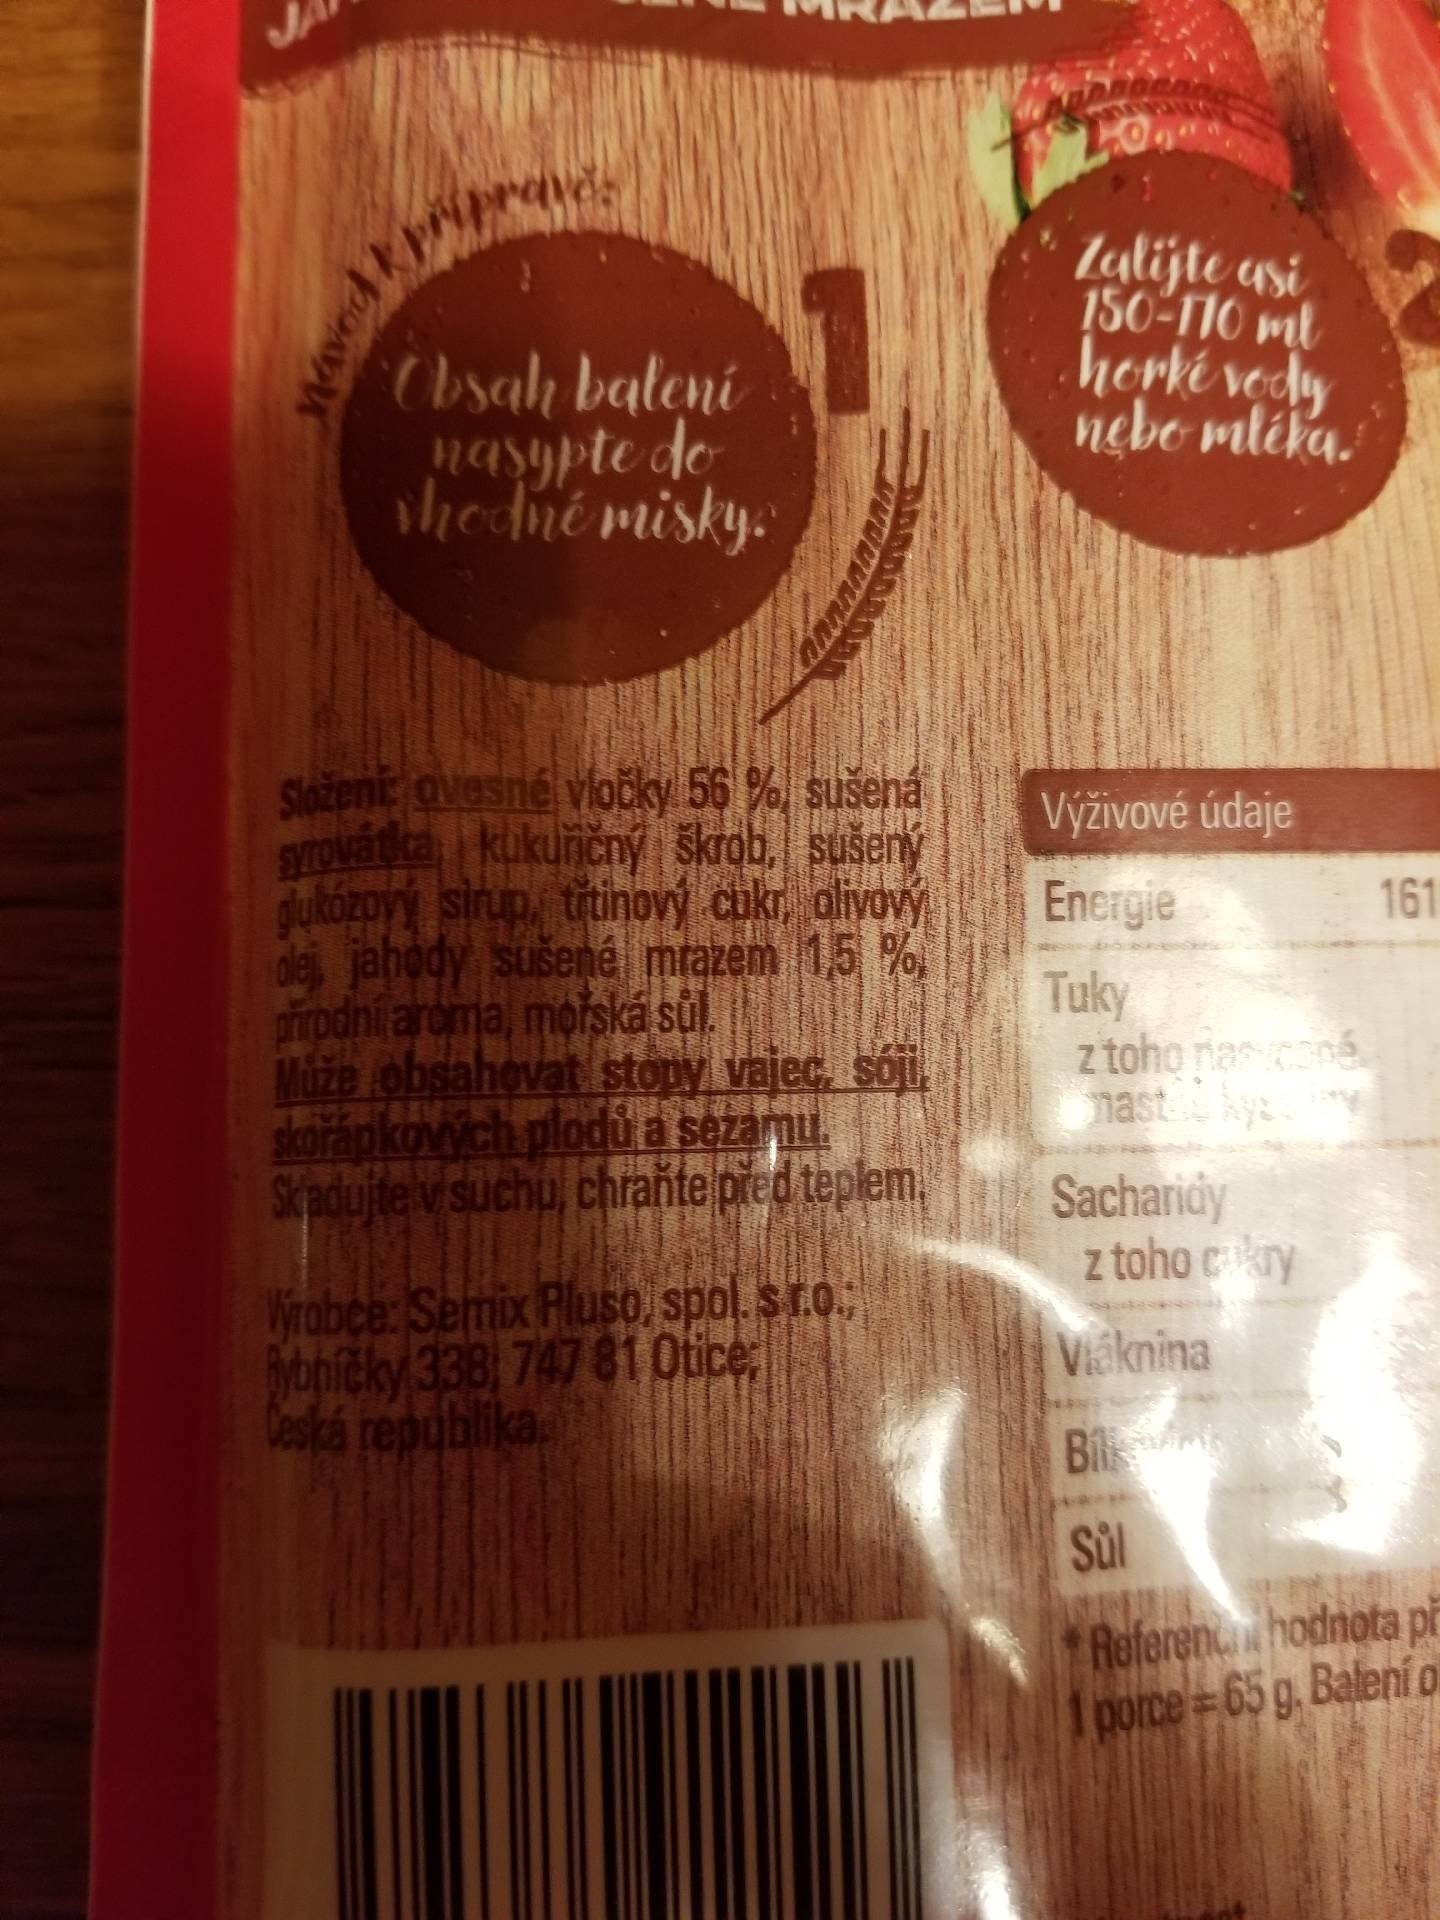 Návod k přípravě:
1
Obsah balení
nasypte do
vhodné misky.
Zalijte asi
150-170 ml
horké vody
nebo mléka.
2
Složení: ovesné vločky 56 %, sušená
syrovátka, kukuřičný škrob, sušený
glukózový sirup, třtinový cukr, olivový
olej, jahody sušené mrazem 1,5 %,
přírodní aroma, mořská sůl.
Může obsahovat stopy vajec, sóji,
skořápkových plodů a sezamu.
Skladujte v suchu, chraňte před teplem.
Výrobce: Semix Pluso, spol. s r.o.;
Rybníčky 338; 747 81 Otice;
Česká republika.
Výživové údaje
Energie 161
Tuky
z toho nasycené
mastné kyseliny
Sacharidy
z toho cukry
Vláknina
Sůl
* Referenční hodnota
1 porce = 65 g. Balení